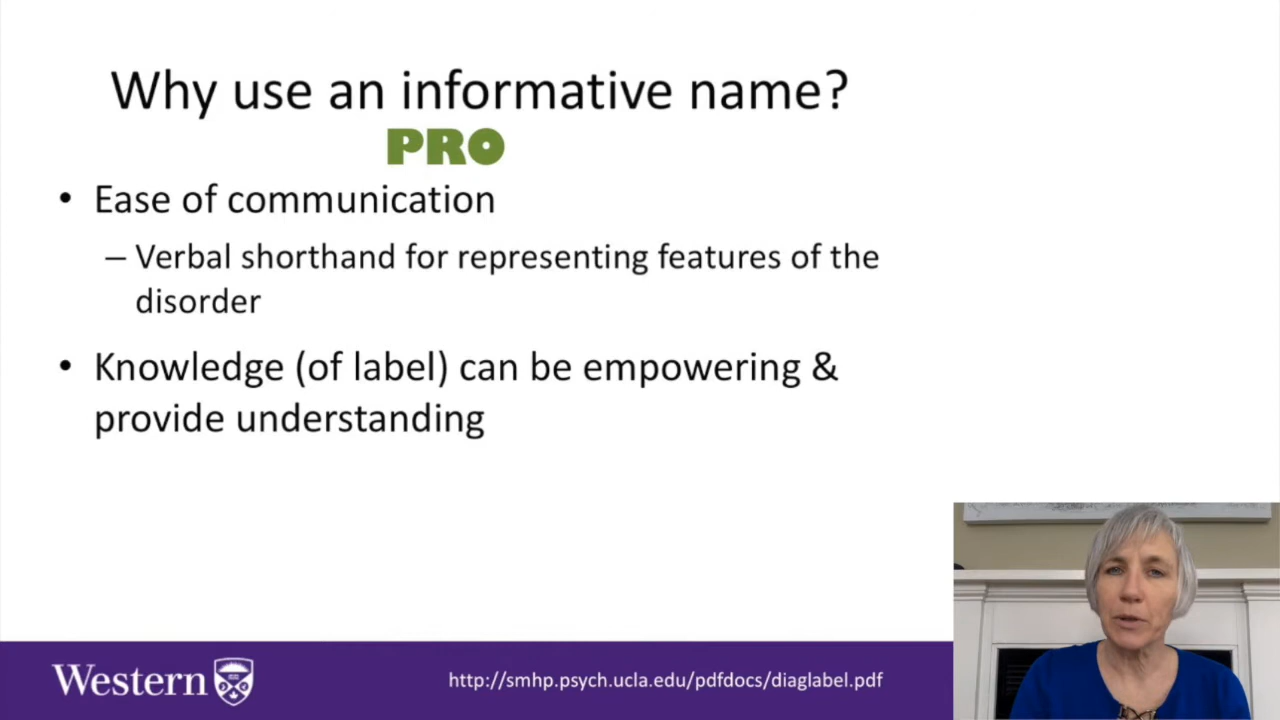 Why use an informative name?
PRO
• Ease of communication
– Verbal shorthand for representing features of the
disorder
• Knowledge (of label) can be empowering &
provide understanding
Western
http://smhp.psych.ucla.edu/pdfdocs/diaglabel.pdf